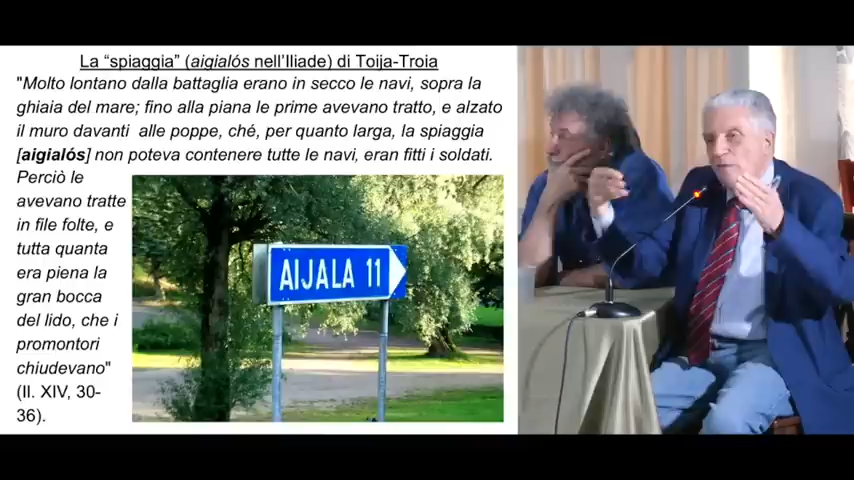 La “spiaggia” (aigialós nell’Iliade) di Toija-Troia
"Molto lontano dalla battaglia erano in secco le navi, sopra la
ghiaia del mare; fino alla piana le prime avevano tratto, e alzato
il muro davanti alle poppe, ché, per quanto larga, la spiaggia
[aigialós] non poteva contenere tutte le navi, eran fitti i soldati.
Perciò le
avevano tratte
in file folte, e
tutta quanta
era piena la
gran bocca
del lido, che i
promontori
chiudevano"
(Il. XIV, 30-
36).
AIJALA 11